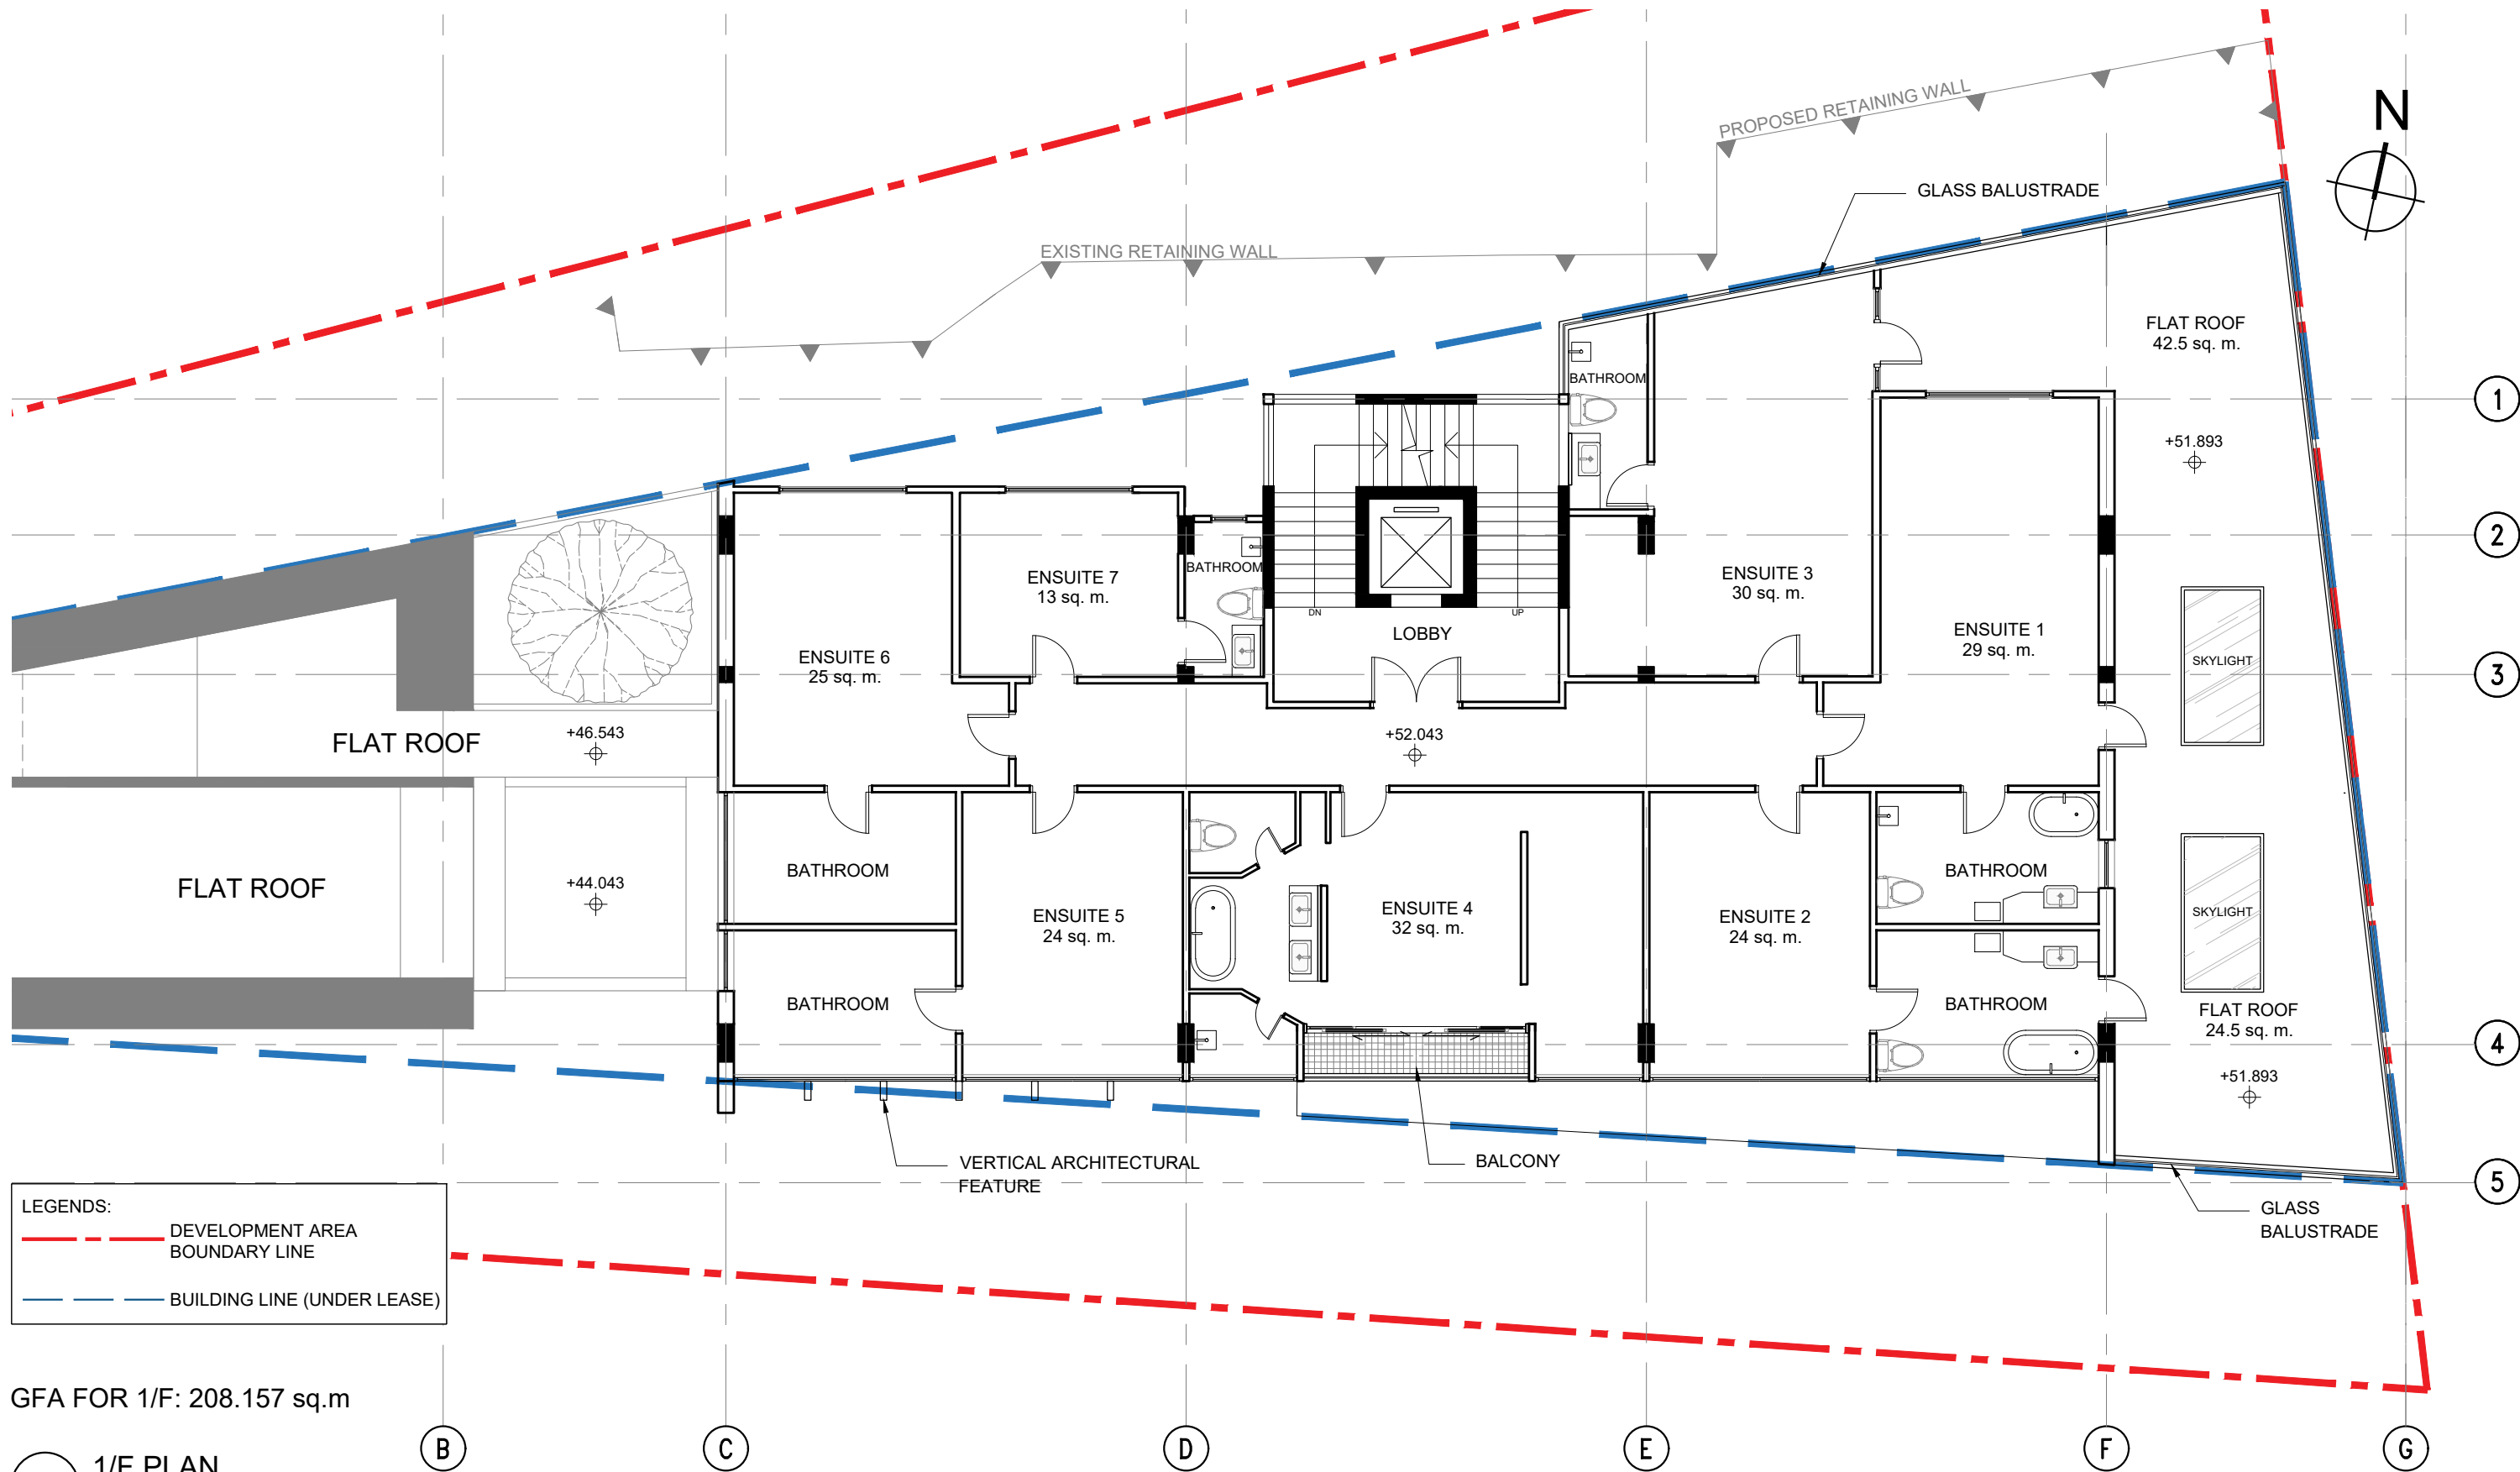 PROPOSED RETAINING WALL
N
GLASS BALUSTRADE
EXISTING RETAINING WALL
FLAT ROOF
42.5 sq. m.
BATHROOM
1
+51.893
2
BATHROOM
ENSUITE 7
13 sq. m.
ENSUITE 3
30 sq. m.
DN
UP
LOBBY
ENSUITE 1
29 sq. m.
ENSUITE 6
25 sq. m.
SKYLIGHT
3
+46.543
FLAT ROOF
+52.043
BATHROOM
BATHROOM
FLAT ROOF
+44.043
ENSUITE 5
24 sq. m.
ENSUITE 4
32 sq. m.
ENSUITE 2
24 sq. m.
SKYLIGHT
BATHROOM
BATHROOM
FLAT ROOF
24.5 sq. m.
4
+51.893
VERTICAL ARCHITECTURAL
FEATURE
BALCONY
5
GLASS
BALUSTRADE
LEGENDS:
DEVELOPMENT AREA
BOUNDARY LINE
BUILDING LINE (UNDER LEASE)
GFA FOR 1/F: 208.157 sq.m
B
C
D
E
F
G
1/F PLAN